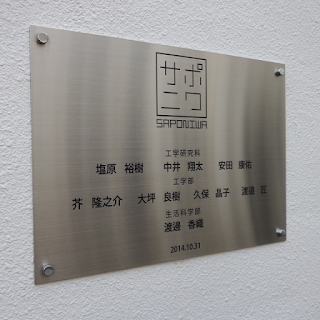 サポ
ニワ
SAPONIWA
工学研究科
塩原 裕樹 中井 翔太 安田 康佑
工学部
芥 隆之介 大坪 良樹 久保 晶子 渡邉
生活科学部
渡邊 香織
2014.10.31